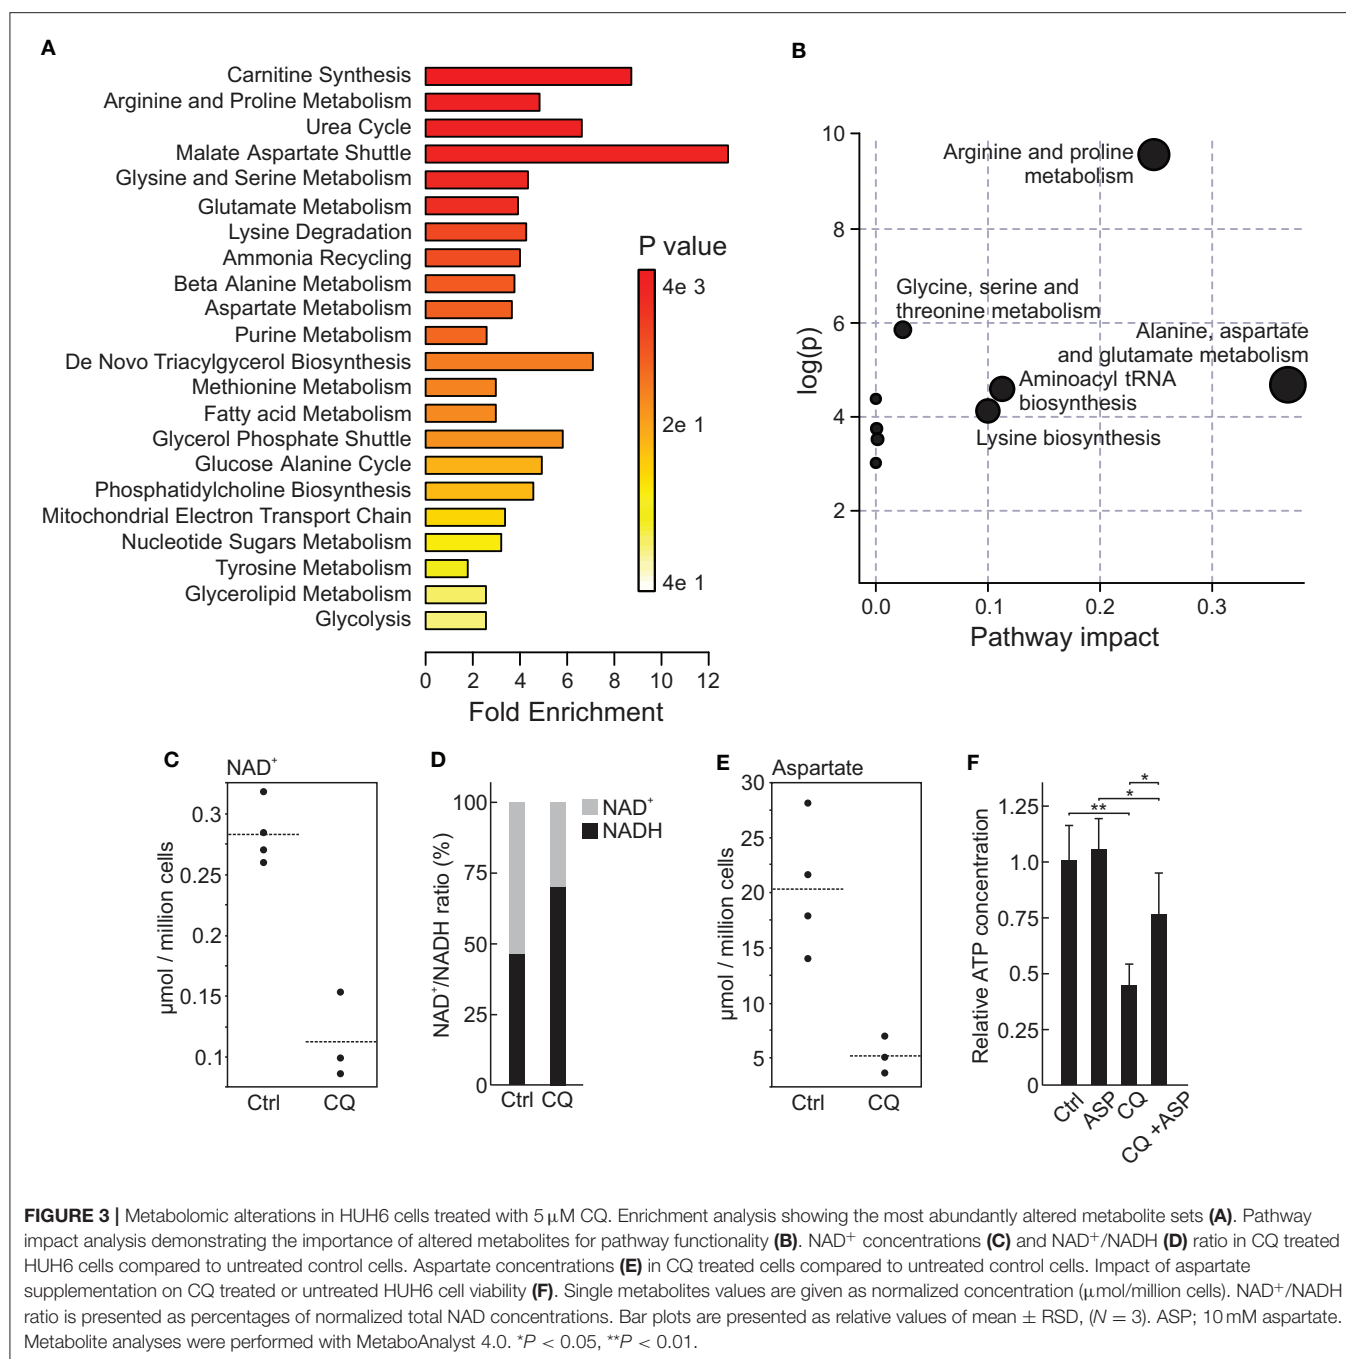 A
Carnitine Synthesis
Arginine and Proline Metabolism
Urea Cycle
Malate Aspartate Shuttle
Glysine and Serine Metabolism
Glutamate Metabolism
Lysine Degradation
Ammonia Recycling
Beta Alanine Metabolism
Aspartate Metabolism
Purine Metabolism
De Novo Triacylgycerol Biosynthesis
Methionine Metabolism
Fatty acid Metabolism
Glycerol Phosphate Shuttle
Glucose Alanine Cycle
Phosphatidylcholine Biosynthesis
Mitochondrial Electron Transport Chain
Nucleotide Sugars Metabolism
Tyrosine Metabolism
Glycerolipid Metabolism
Glycolysis
0 2 4 6 8 10 12
Fold Enrichment
P value
4e 3
2e 1
4e 1
B
10
8
6
4
2
log(p)
Arginine and proline
metabolism
Glycine, serine and
threonine metabolism
Alanine, aspartate
and glutamate metabolism
Aminoacyl tRNA
biosynthesis
Lysine biosynthesis
0.0 0.1 0.2 0.3
Pathway impact
C
NAD⁺
0.3
0.25
0.2
0.15
0.1
µmol / million cells
Ctrl CQ
D
100
75
50
25
0
NAD⁺/NADH ratio (%)
NAD⁺
NADH
Ctrl CQ
E
Aspartate
30
25
20
15
10
5
µmol / million cells
Ctrl CQ
F
*
*
**
1.25
1.0
0.75
0.5
0.25
0
Relative ATP concentration
Ctrl
ASP
CQ
CQ +ASP
FIGURE 3 | Metabolomic alterations in HUH6 cells treated with 5 µM CQ. Enrichment analysis showing the most abundantly altered metabolite sets (A). Pathway
impact analysis demonstrating the importance of altered metabolites for pathway functionality (B). NAD⁺ concentrations (C) and NAD⁺/NADH (D) ratio in CQ treated
HUH6 cells compared to untreated control cells. Aspartate concentrations (E) in CQ treated cells compared to untreated control cells. Impact of aspartate
supplementation on CQ treated or untreated HUH6 cell viability (F). Single metabolites values are given as normalized concentration (µmol/million cells). NAD⁺/NADH
ratio is presented as percentages of normalized total NAD concentrations. Bar plots are presented as relative values of mean ± RSD, (N = 3). ASP; 10 mM aspartate.
Metabolite analyses were performed with MetaboAnalyst 4.0. *P < 0.05, **P < 0.01.